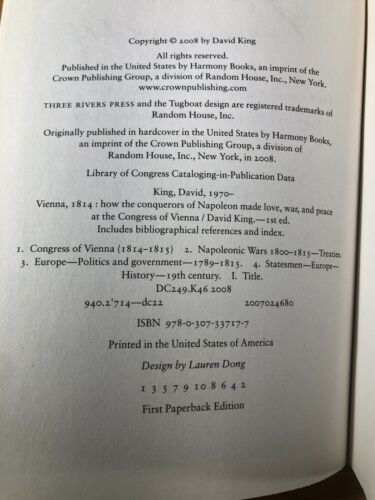 Copyright © 2008 by David King
All rights reserved.
Published in the United States by Harmony Books, an imprint of the
Crown Publishing Group, a division of Random House, Inc., New York.
www.crownpublishing.com
THREE RIVERS PRESS and the Tugboat design are registered trademarks of
Random House, Inc.
Originally published in hardcover in the United States by Harmony Books,
an imprint of the Crown Publishing Group, a division of
Random House, Inc., New York, in 2008.
Library of Congress Cataloging-in-Publication Data
King, David, 1970–
Vienna, 1814 : how the conquerors of Napoleon made love, war, and peace
at the Congress of Vienna / David King.—1st ed.
Includes bibliographical references and index.
1. Congress of Vienna (1814–1815) 2. Napoleonic Wars 1800–1815—Treaties.
3. Europe—Politics and government—1789–1815. 4. Statesmen—Europe—
History—19th century. I. Title.
DC249.K46 2008
940.2'714—dc22 2007024680
ISBN 978-0-307-33717-7
Printed in the United States of America
Design by Lauren Dong
1 3 5 7 9 10 8 6 4 2
First Paperback Edition